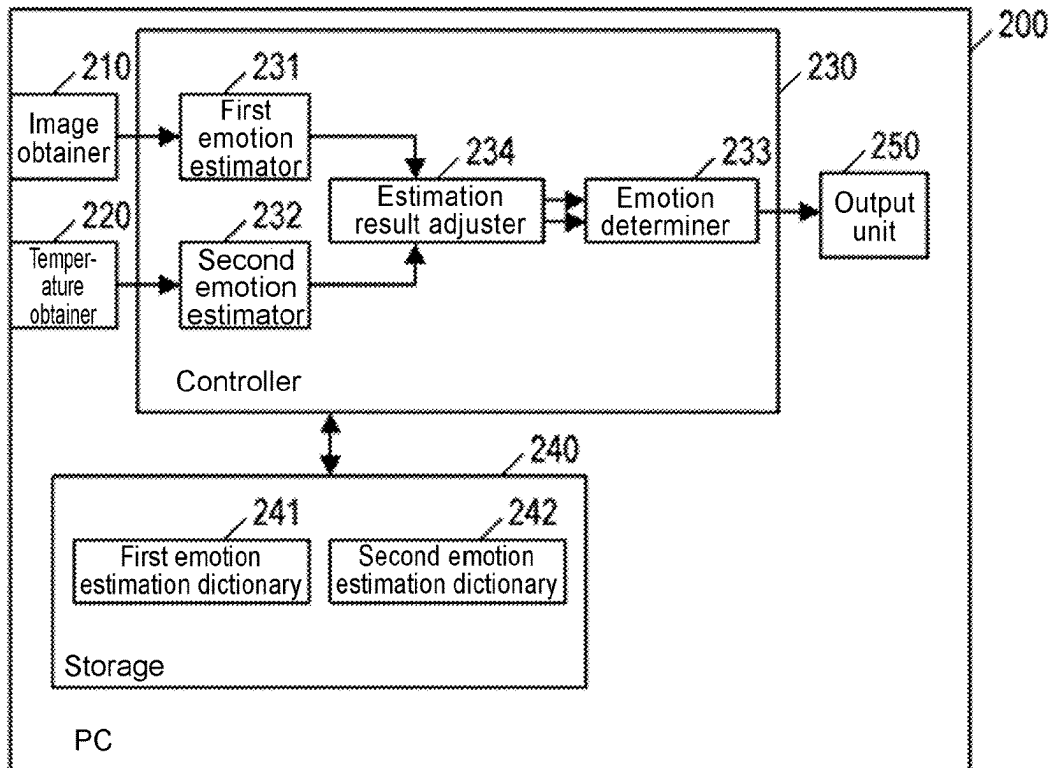 200
210
Image
obtainer
231
First
emotion
estimator
230
234
Estimation
result adjuster
233
Emotion
determiner
250
Output
unit
220
Temper-
ature
obtainer
232
Second
emotion
estimator
Controller
240
241
First emotion
estimation dictionary
242
Second emotion
estimation dictionary
Storage
PC